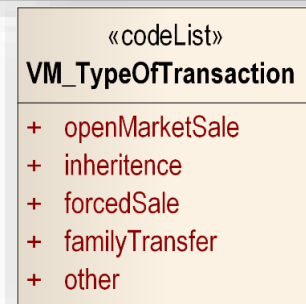 «codeList»
VM_TypeOfTransaction
+ openMarketSale
+ inheritence
+ forcedSale
+ familyTransfer
+ other